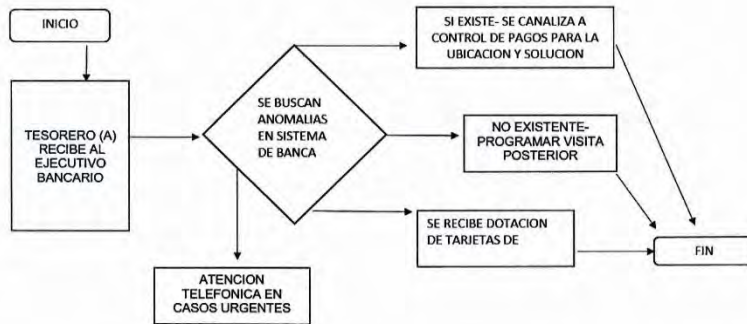 INICIO
TESORERO (A)
RECIBE AL
EJECUTIVO
BANCARIO
SE BUSCAN
ANOMALIAS
EN SISTEMA
DE BANCA
SI EXISTE- SE CANALIZA A
CONTROL DE PAGOS PARA LA
UBICACION Y SOLUCION
NO EXISTENTE-
PROGRAMAR VISITA
POSTERIOR
SE RECIBE DOTACION
DE TARJETAS DE
ATENCION
TELEFONICA EN
CASOS URGENTES
FIN